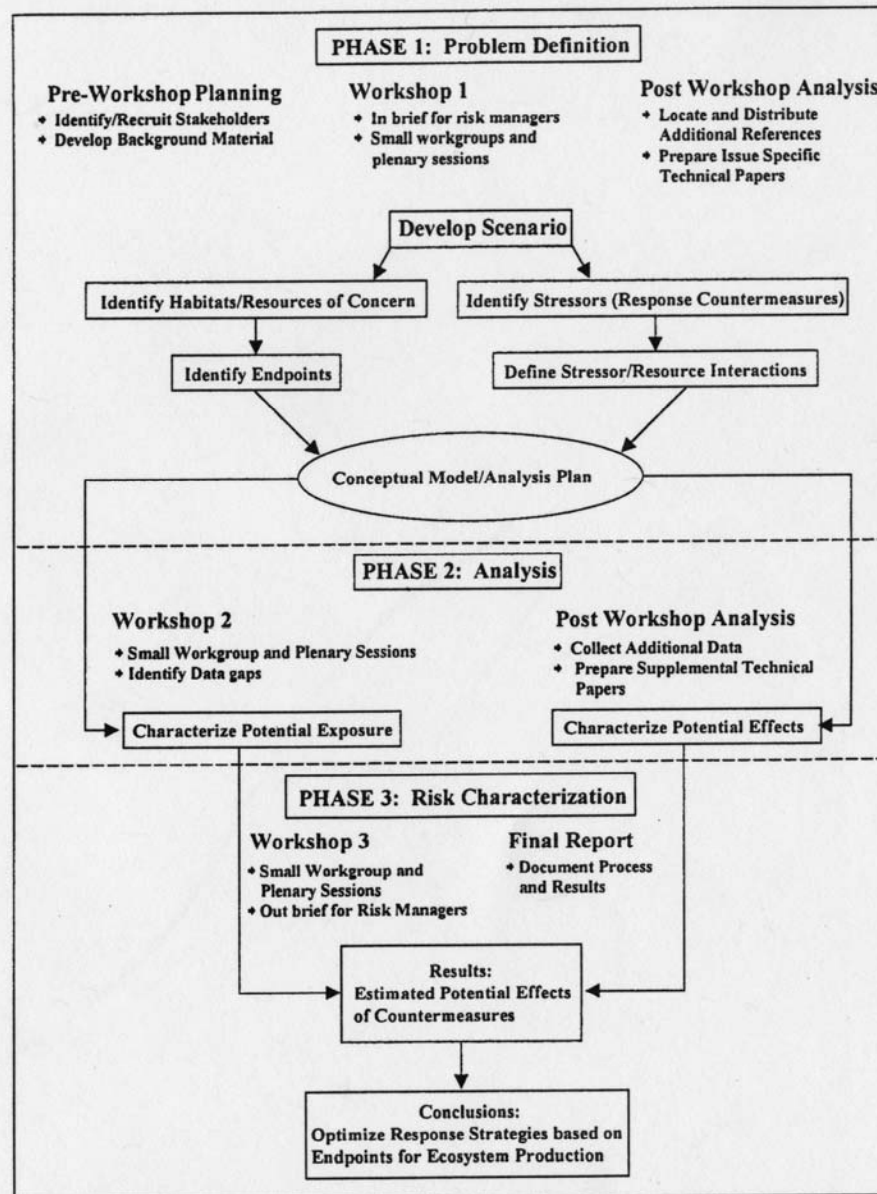 PHASE 1: Problem Definition
Pre-Workshop Planning
Identify/Recruit Stakeholders
Develop Background Material
Workshop 1
In brief for risk managers
Small workgroups and
plenary sessions
Post Workshop Analysis
Locate and Distribute
Additional References
Prepare Issue Specific
Technical Papers
Develop Scenario
Identify Habitats/Resources of Concern
Identify Stressors (Response Countermeasures)
Identify Endpoints
Define Stressor/Resource Interactions
Conceptual Model/Analysis Plan
PHASE 2: Analysis
Workshop 2
Small Workgroup and Plenary Sessions
Identify Data gaps
Post Workshop Analysis
Collect Additional Data
Prepare Supplemental Technical
Papers
Characterize Potential Exposure
Characterize Potential Effects
PHASE 3: Risk Characterization
Workshop 3
Small Workgroup and
Plenary Sessions
Out brief for Risk Managers
Final Report
Document Process
and Results
Results:
Estimated Potential Effects
of Countermeasures
Conclusions:
Optimize Response Strategies based on
Endpoints for Ecosystem Production